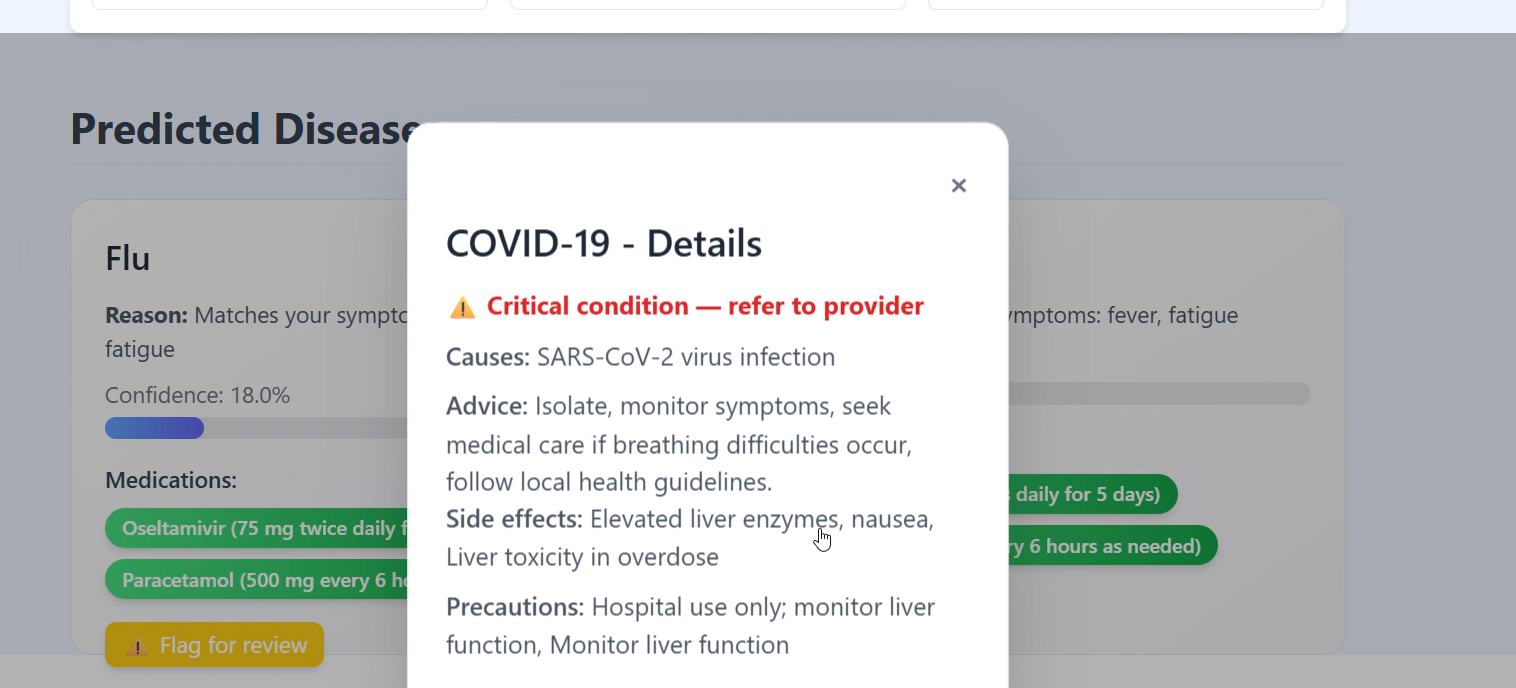 Predicted Disease
Flu
Reason: Matches your sympto
fatigue
Confidence: 18.0%
Medications:
Oseltamivir (75 mg twice daily f
Paracetamol (500 mg every 6 ho
⚠ Flag for review
×
COVID-19 - Details
⚠ Critical condition — refer to provider
Causes: SARS-CoV-2 virus infection
Advice: Isolate, monitor symptoms, seek
medical care if breathing difficulties occur,
follow local health guidelines.
Side effects: Elevated liver enzymes, nausea,
Liver toxicity in overdose
Precautions: Hospital use only; monitor liver
function, Monitor liver function
ymptoms: fever, fatigue
daily for 5 days)
ry 6 hours as needed)